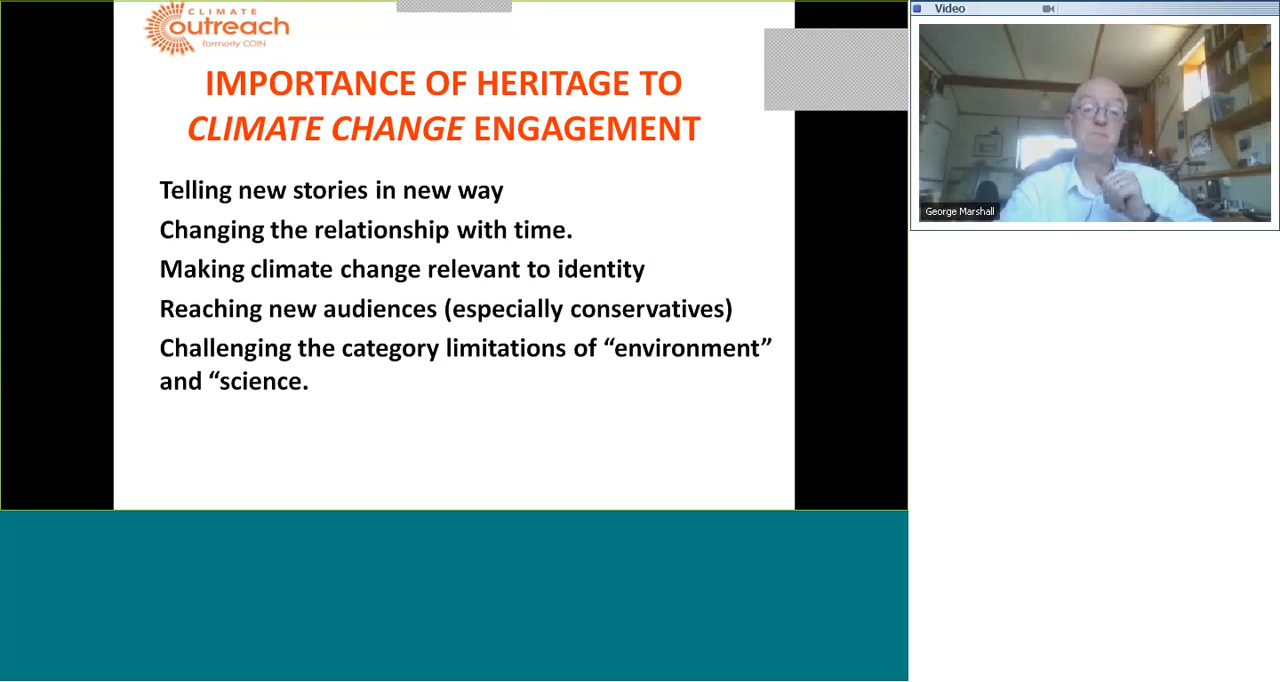 CLIMATE
outreach
formerly COIN
IMPORTANCE OF HERITAGE TO
CLIMATE CHANGE ENGAGEMENT
Telling new stories in new way
Changing the relationship with time.
Making climate change relevant to identity
Reaching new audiences (especially conservatives)
Challenging the category limitations of “environment”
and “science.
Video
George Marshall